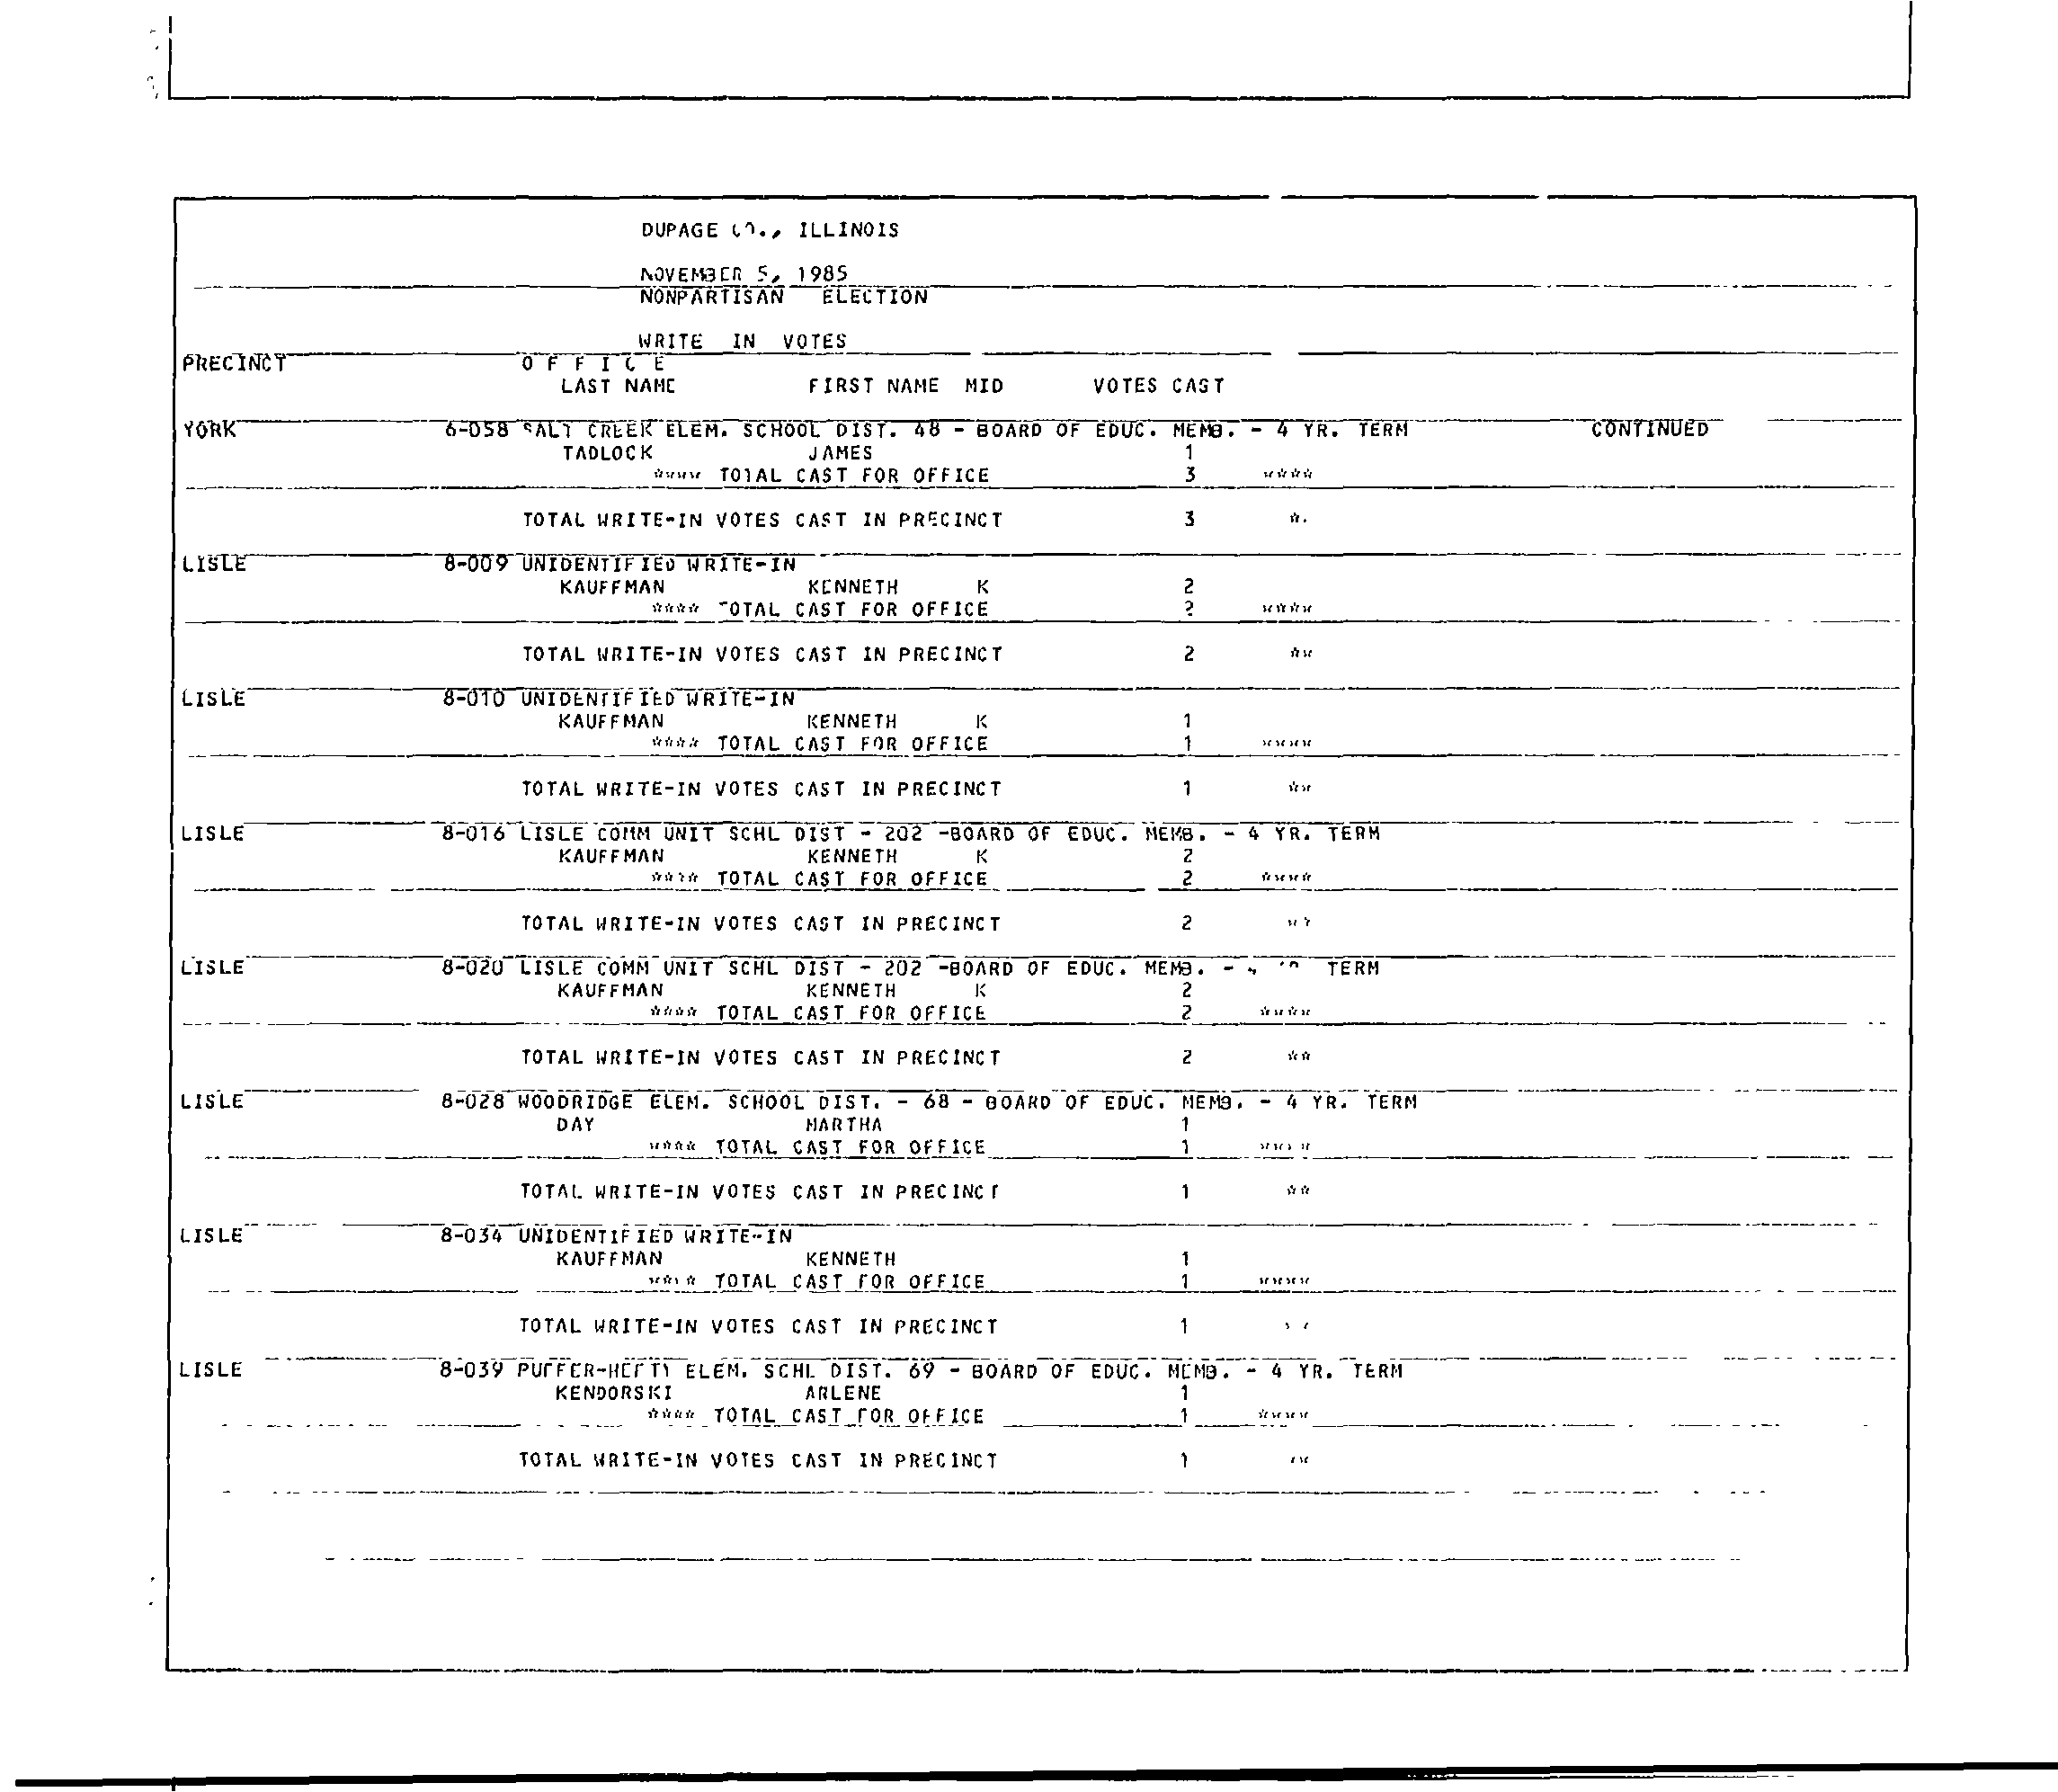 DUPAGE CO., ILLINOIS
NOVEMBER 5, 1985
NONPARTISAN ELECTION
WRITE IN VOTES
PRECINCT O F F I C E
LAST NAME FIRST NAME MID VOTES CAST
YORK 6-058 SALT CREEK ELEM. SCHOOL DIST. 48 - BOARD OF EDUC. MEMB. - 4 YR. TERM CONTINUED
TADLOCK JAMES 1
**** TOTAL CAST FOR OFFICE 3 ****
TOTAL WRITE-IN VOTES CAST IN PRECINCT 3 **
LISLE 8-009 UNIDENTIFIED WRITE-IN
KAUFFMAN KENNETH K 2
**** TOTAL CAST FOR OFFICE 2 ****
TOTAL WRITE-IN VOTES CAST IN PRECINCT 2 **
LISLE 8-010 UNIDENTIFIED WRITE-IN
KAUFFMAN KENNETH K 1
**** TOTAL CAST FOR OFFICE 1 ****
TOTAL WRITE-IN VOTES CAST IN PRECINCT 1 **
LISLE 8-016 LISLE COMM UNIT SCHL DIST - 202 -BOARD OF EDUC. MEMB. - 4 YR. TERM
KAUFFMAN KENNETH K 2
**** TOTAL CAST FOR OFFICE 2 ****
TOTAL WRITE-IN VOTES CAST IN PRECINCT 2 **
LISLE 8-020 LISLE COMM UNIT SCHL DIST - 202 -BOARD OF EDUC. MEMB. - TERM
KAUFFMAN KENNETH K 2
**** TOTAL CAST FOR OFFICE 2 ****
TOTAL WRITE-IN VOTES CAST IN PRECINCT 2 **
LISLE 8-028 WOODRIDGE ELEM. SCHOOL DIST. - 68 - BOARD OF EDUC. MEMB. - 4 YR. TERM
DAY MARTHA 1
**** TOTAL CAST FOR OFFICE 1 ****
TOTAL WRITE-IN VOTES CAST IN PRECINCT 1 **
LISLE 8-034 UNIDENTIFIED WRITE-IN
KAUFFMAN KENNETH 1
**** TOTAL CAST FOR OFFICE 1 ****
TOTAL WRITE-IN VOTES CAST IN PRECINCT 1 **
LISLE 8-039 PUFFER-HEFTY ELEM. SCHL DIST. 69 - BOARD OF EDUC. MEMB. - 4 YR. TERM
KENDORSKI ARLENE 1
**** TOTAL CAST FOR OFFICE 1 ****
TOTAL WRITE-IN VOTES CAST IN PRECINCT 1 **